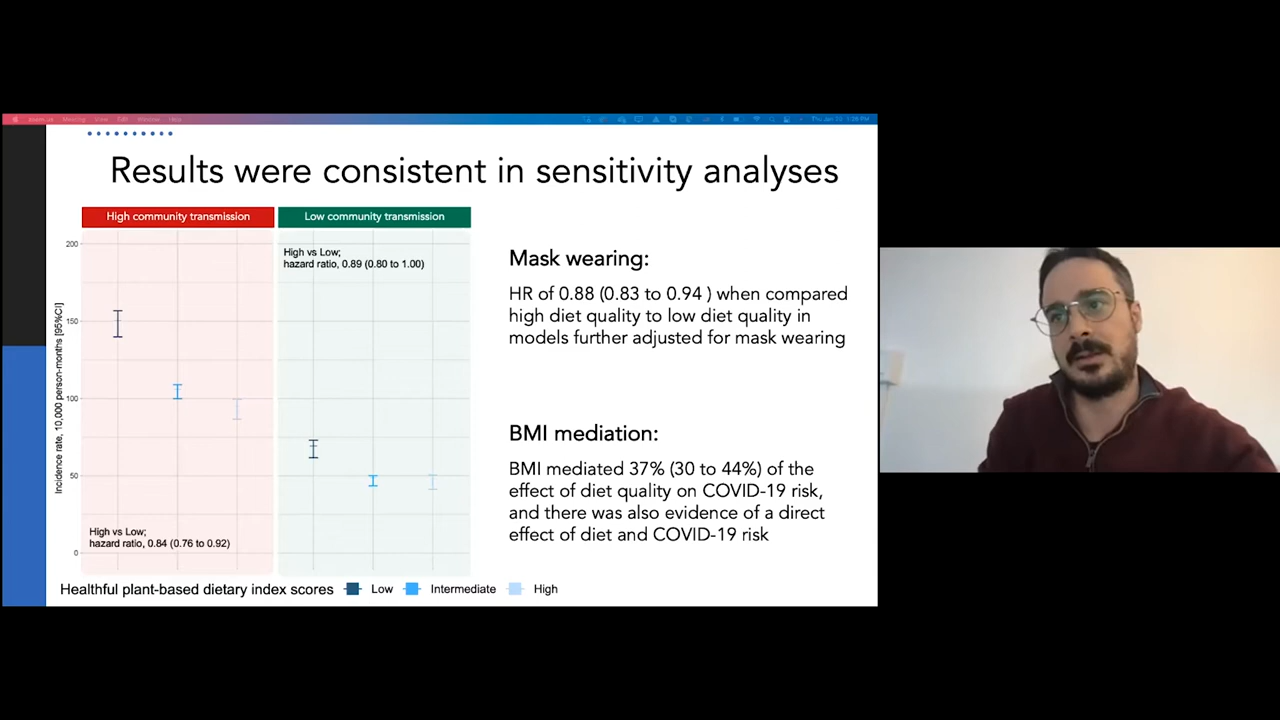 Results were consistent in sensitivity analyses
High community transmission
Low community transmission
Incidence rate, 10,000 person-months [95%CI]
200
150
100
50
0
High vs Low;
hazard ratio, 0.89 (0.80 to 1.00)
High vs Low;
hazard ratio, 0.84 (0.76 to 0.92)
Mask wearing:
HR of 0.88 (0.83 to 0.94 ) when compared
high diet quality to low diet quality in
models further adjusted for mask wearing
BMI mediation:
BMI mediated 37% (30 to 44%) of the
effect of diet quality on COVID-19 risk,
and there was also evidence of a direct
effect of diet and COVID-19 risk
Healthful plant-based dietary index scores Low Intermediate High